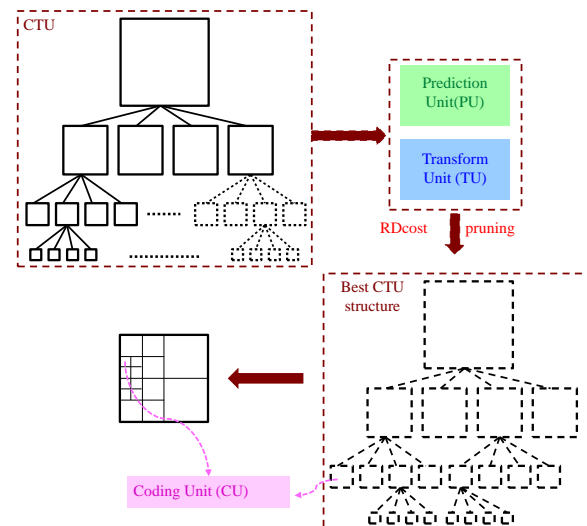 CTU
Prediction
Unit(PU)
Transform
Unit (TU)
RDcost pruning
Best CTU
structure
Coding Unit (CU)